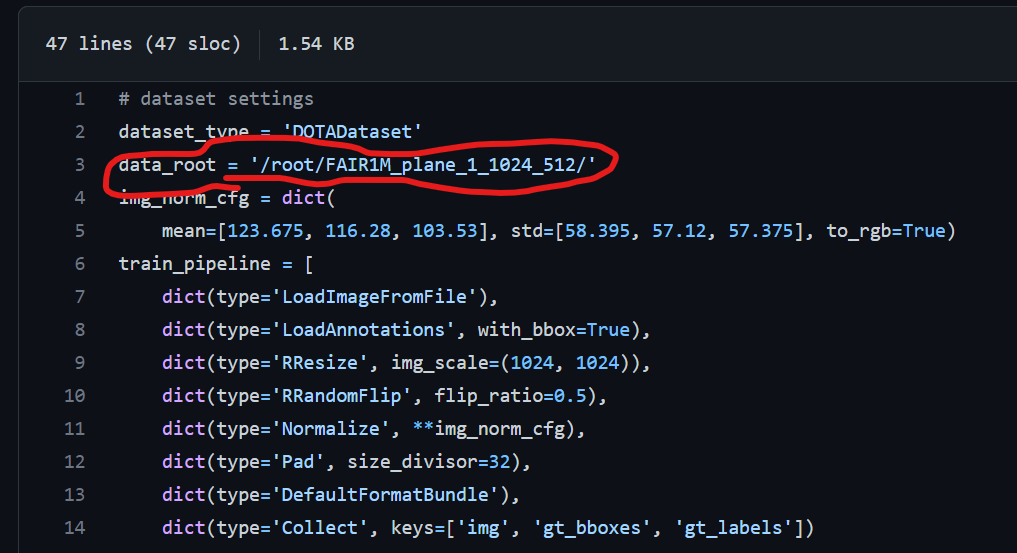 47 lines (47 sloc) 1.54 KB
1 # dataset settings
2 dataset_type = 'DOTADataset'
3 data_root = '/root/FAIR1M_plane_1_1024_512/'
4 img_norm_cfg = dict(
5     mean=[123.675, 116.28, 103.53], std=[58.395, 57.12, 57.375], to_rgb=True)
6 train_pipeline = [
7     dict(type='LoadImageFromFile'),
8     dict(type='LoadAnnotations', with_bbox=True),
9     dict(type='RResize', img_scale=(1024, 1024)),
10     dict(type='RRandomFlip', flip_ratio=0.5),
11     dict(type='Normalize', **img_norm_cfg),
12     dict(type='Pad', size_divisor=32),
13     dict(type='DefaultFormatBundle'),
14     dict(type='Collect', keys=['img', 'gt_bboxes', 'gt_labels'])